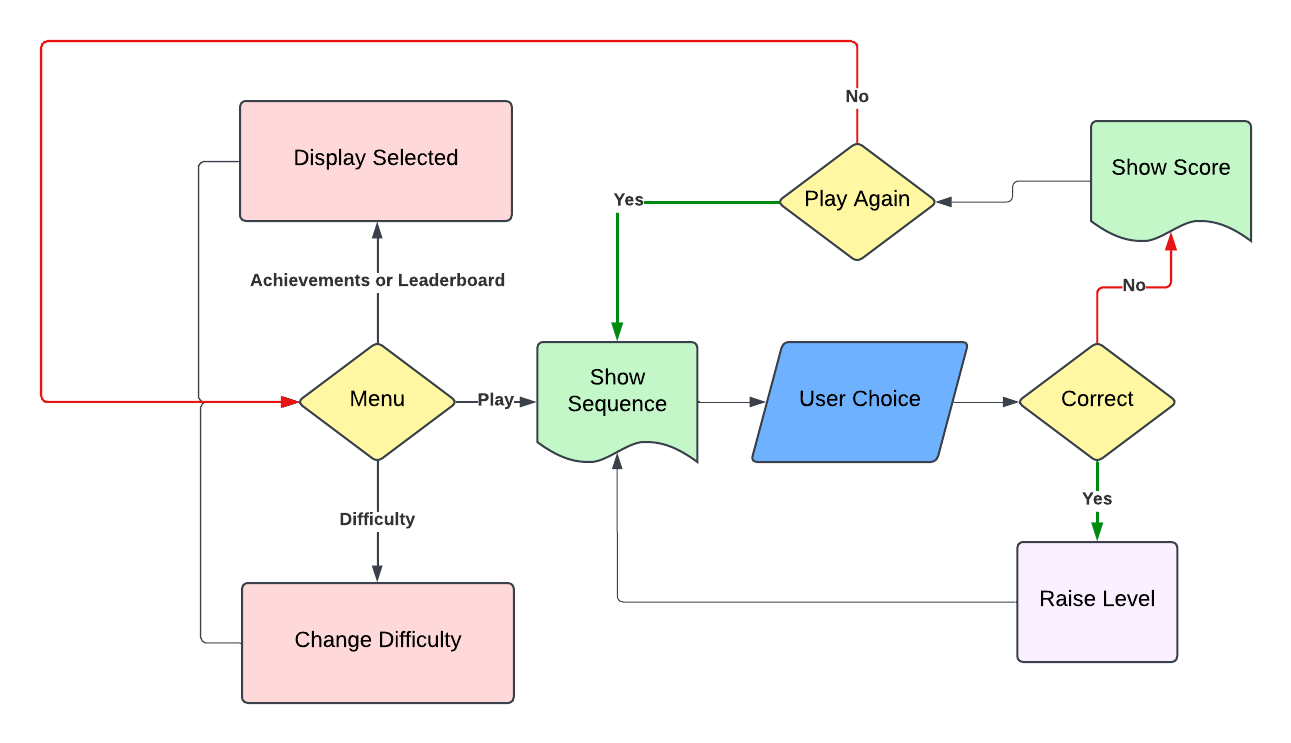 No
Display Selected
Show Score
Play Again
Yes
Achievements or Leaderboard
No
Menu
Play
Show
Sequence
User Choice
Correct
Difficulty
Yes
Change Difficulty
Raise Level